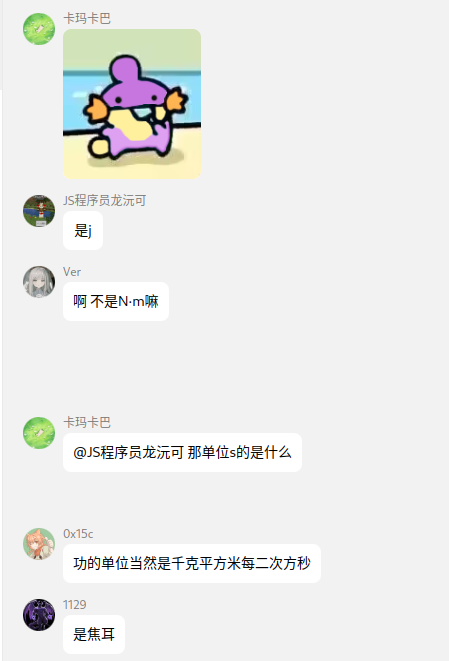 卡玛卡巴
JS程序员龙沅可
是j
Ver
啊 不是N·m嘛
卡玛卡巴
@JS程序员龙沅可 那单位s的是什么
0x15c
功的单位当然是千克平方米每二次方秒
1129
是焦耳